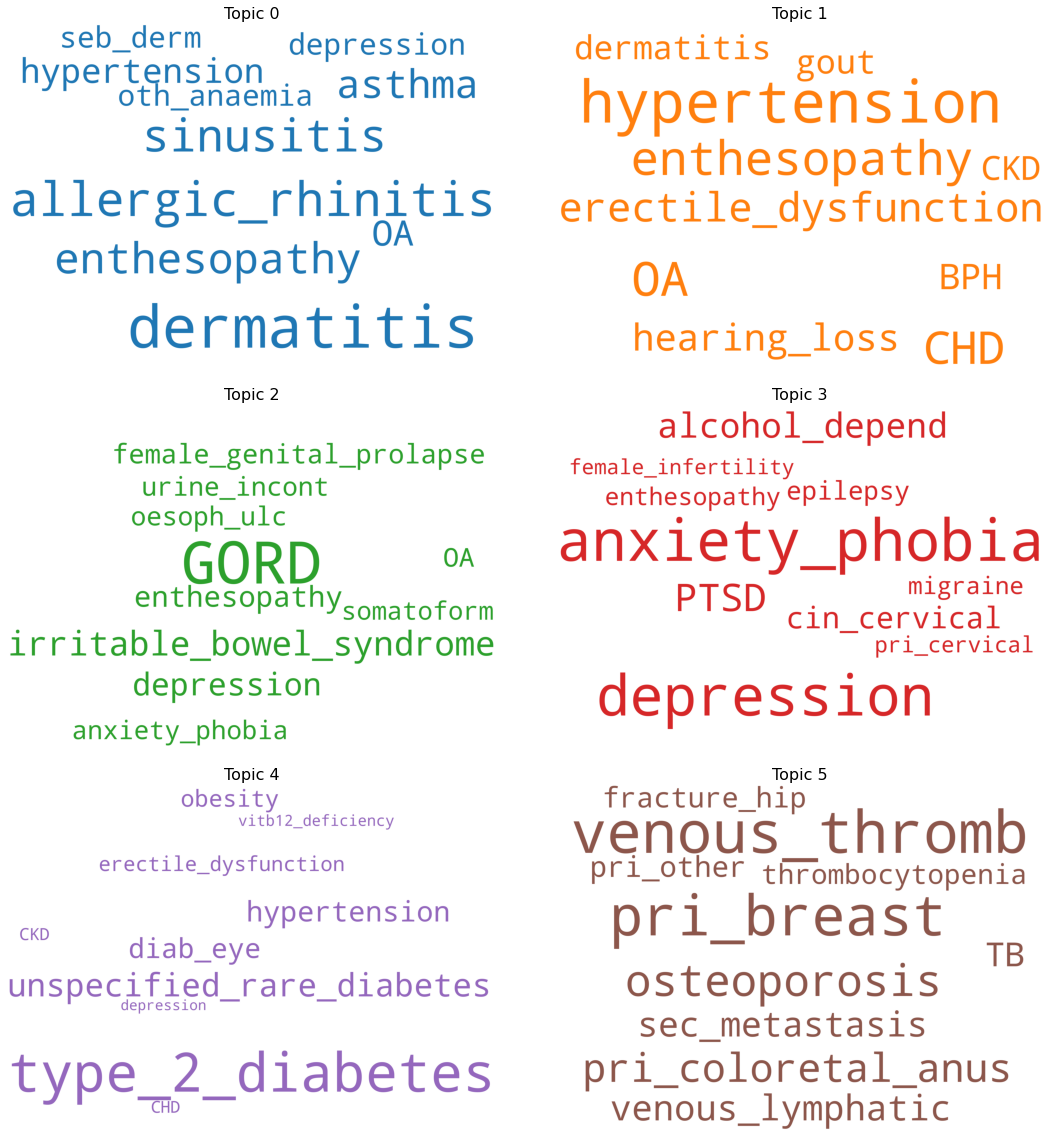 Topic 0
seb_derm
depression
hypertension
asthma
oth_anaemia
sinusitis
allergic_rhinitis
OA
enthesopathy
dermatitis
Topic 1
dermatitis
gout
hypertension
enthesopathy
CKD
erectile_dysfunction
OA
BPH
hearing_loss
CHD
Topic 2
female_genital_prolapse
urine_incont
oesoph_ulc
GORD
OA
enthesopathy
somatoform
irritable_bowel_syndrome
depression
anxiety_phobia
Topic 3
alcohol_depend
female_infertility
enthesopathy
epilepsy
anxiety_phobia
migraine
PTSD
cin_cervical
pri_cervical
depression
Topic 4
obesity
vitb12_deficiency
erectile_dysfunction
hypertension
CKD
diab_eye
unspecified_rare_diabetes
depression
type_2_diabetes
CHD
Topic 5
fracture_hip
venous_thromb
pri_other
thrombocytopenia
pri_breast
TB
osteoporosis
sec_metastasis
pri_coloretal_anus
venous_lymphatic